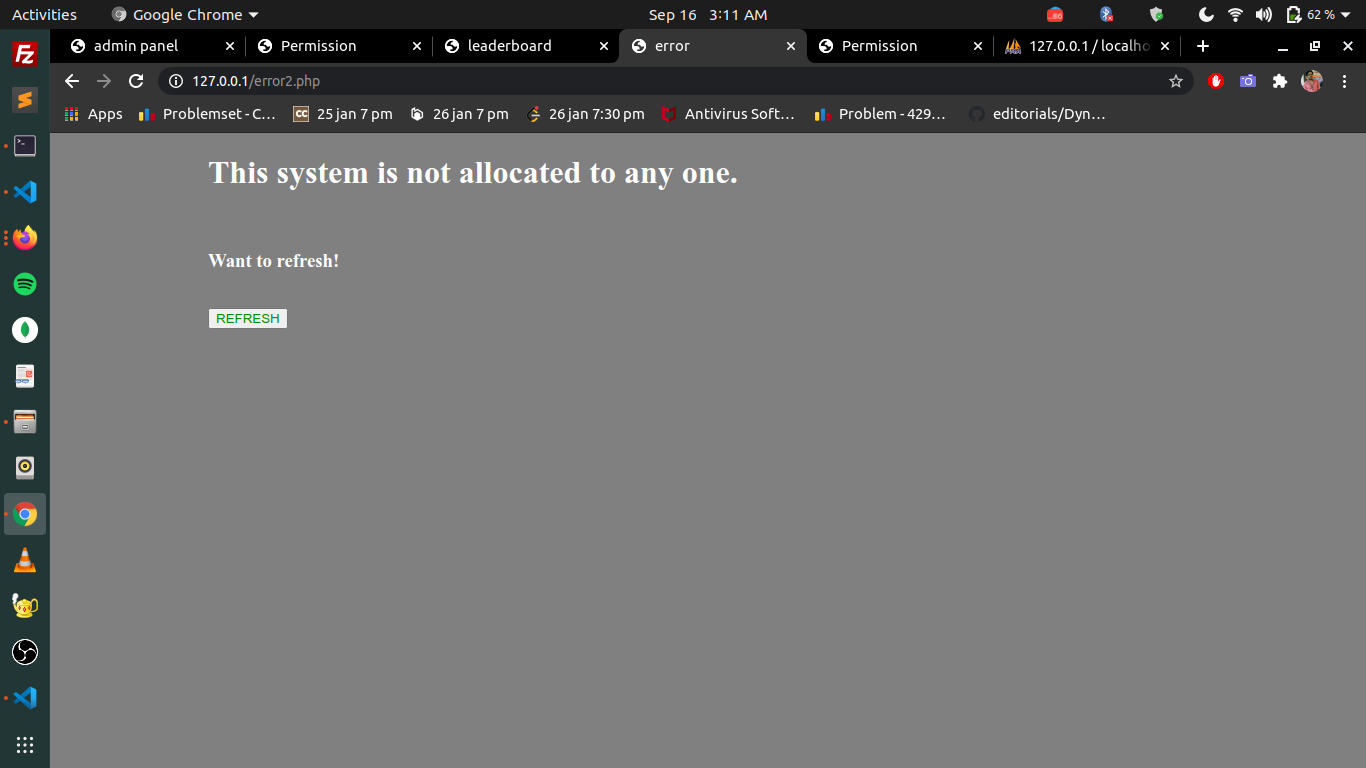 Activities Google Chrome Sep 16 3:11 AM 62 %
admin panel Permission leaderboard error Permission 127.0.0.1 / localho
127.0.0.1/error2.php
Apps Problemset - C… CC 25 jan 7 pm 26 jan 7 pm 26 jan 7:30 pm Antivirus Soft… Problem - 429… editorials/Dyn…
This system is not allocated to any one.
Want to refresh!
REFRESH